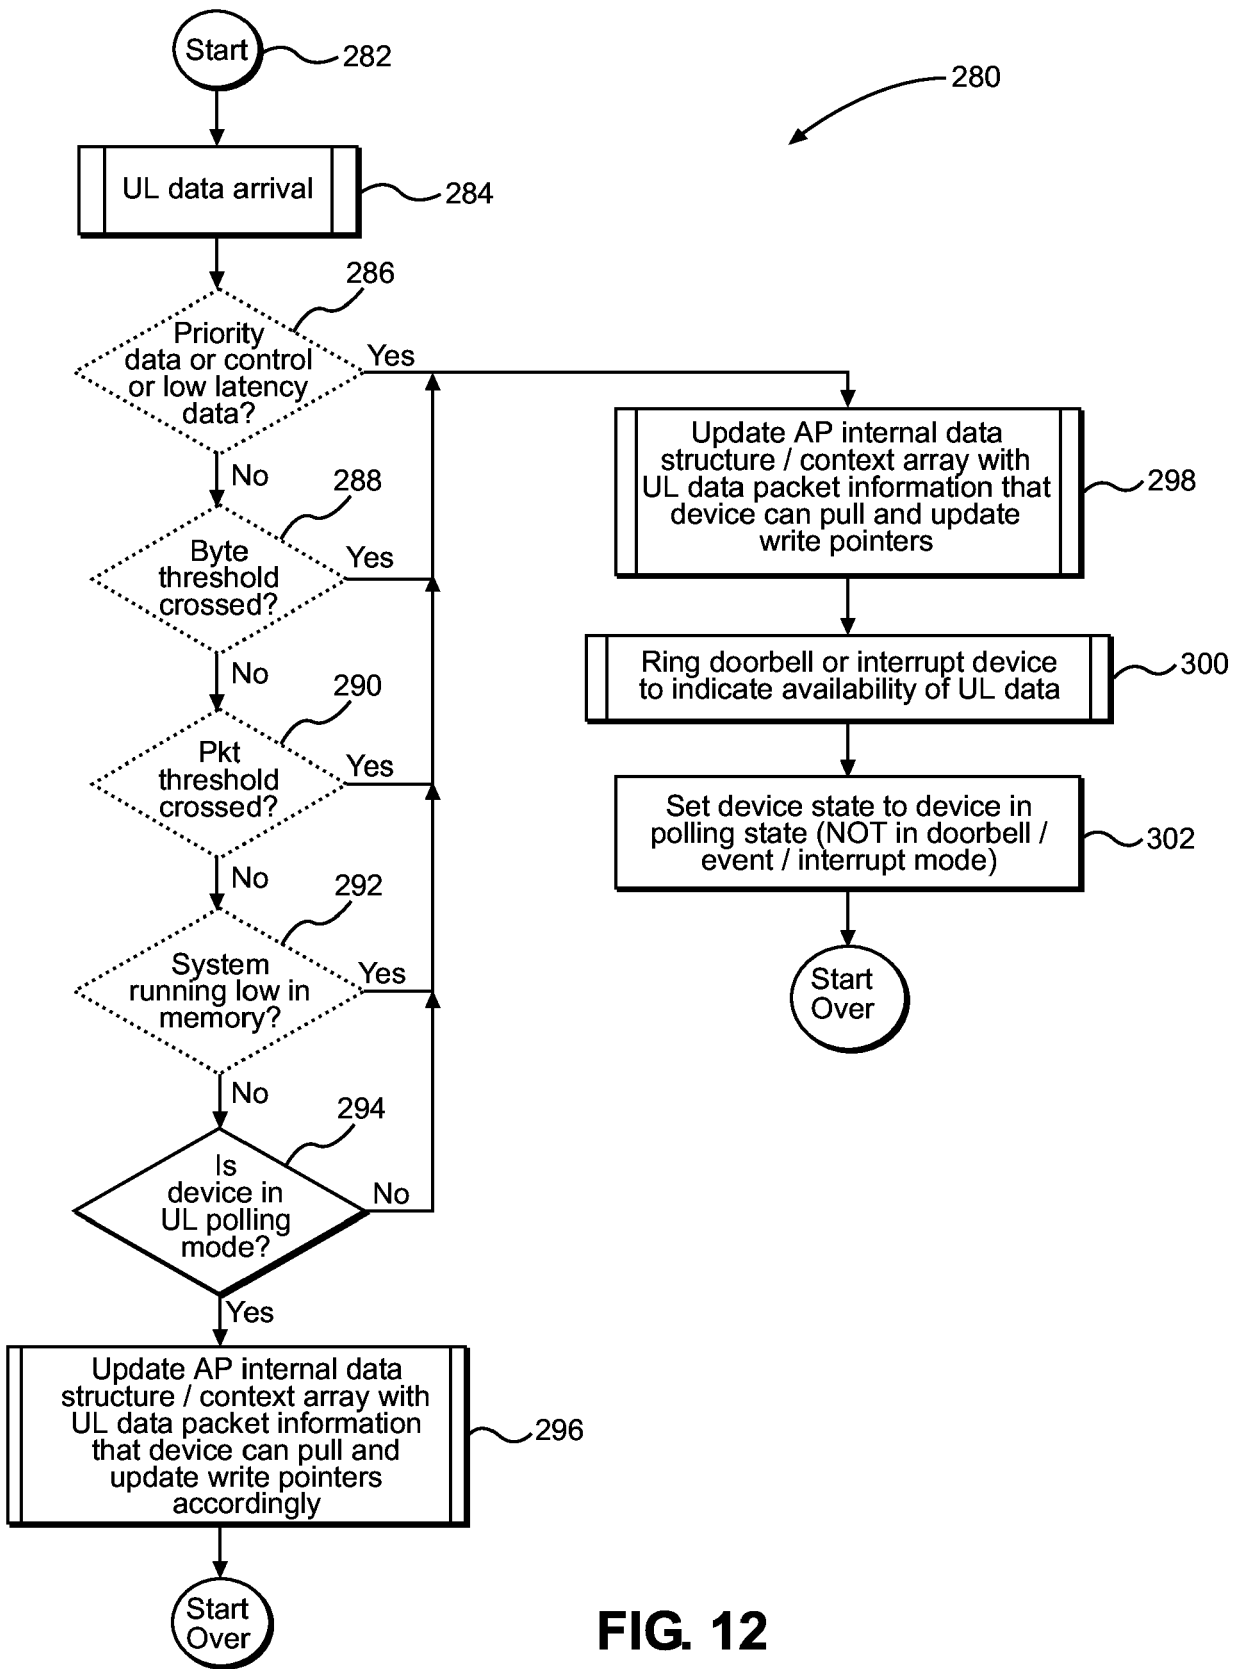 Start
282
280
UL data arrival
284
286
Priority
data or control
or low latency
data?
Yes
No
288
Byte
threshold
crossed?
Yes
No
290
Pkt
threshold
crossed?
Yes
No
292
System
running low in
memory?
Yes
No
294
Is
device in
UL polling
mode?
No
Yes
Update AP internal data
structure / context array with
UL data packet information
that device can pull and
update write pointers
accordingly
296
Start
Over
Update AP internal data
structure / context array with
UL data packet information that
device can pull and update
write pointers
298
Ring doorbell or interrupt device
to indicate availability of UL data
300
Set device state to device in
polling state (NOT in doorbell /
event / interrupt mode)
302
Start
Over
FIG. 12